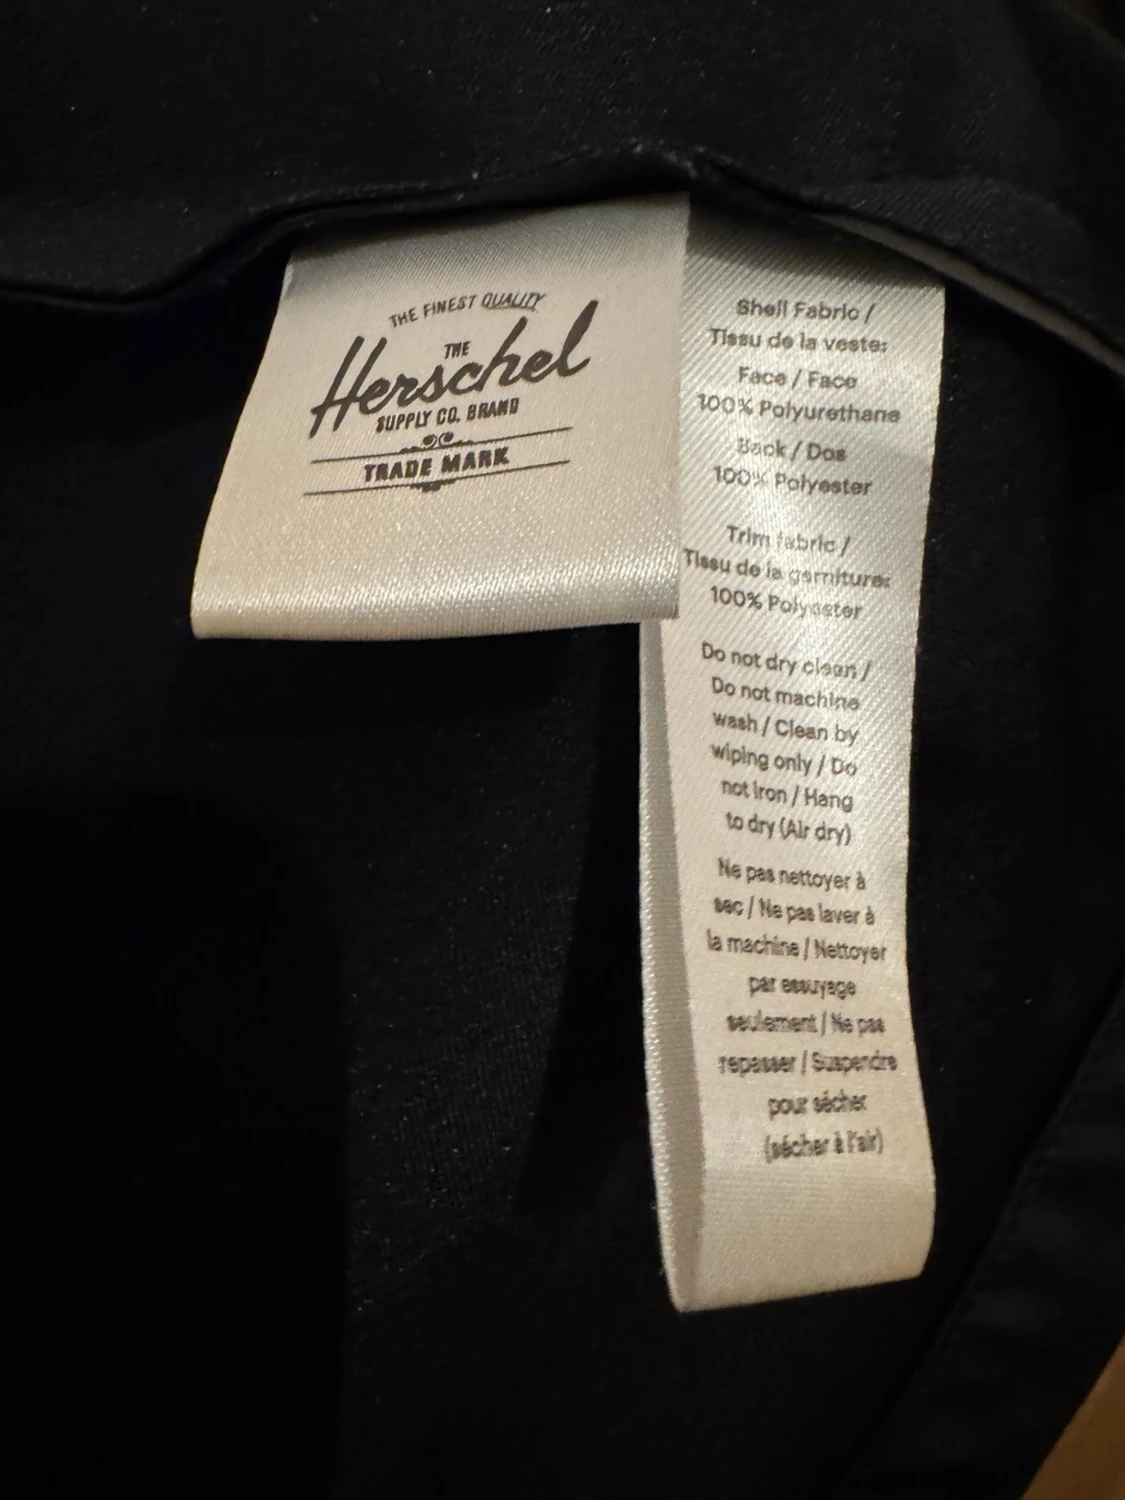 THE FINEST QUALITY
THE
Herschel
SUPPLY CO. BRAND
TRADE MARK
Shell Fabric /
Tissu de la veste:
Face / Face
100% Polyurethane
Back / Dos
100% Polyester
Trim fabric /
Tissu de la garniture:
100% Polyester
Do not dry clean /
Do not machine
wash / Clean by
wiping only / Do
not iron / Hang
to dry (Air dry)
Ne pas nettoyer à
sec / Ne pas laver à
la machine / Nettoyer
par essuyage
seulement / Ne pas
repasser / Suspendre
pour sécher
(sécher à l'air)